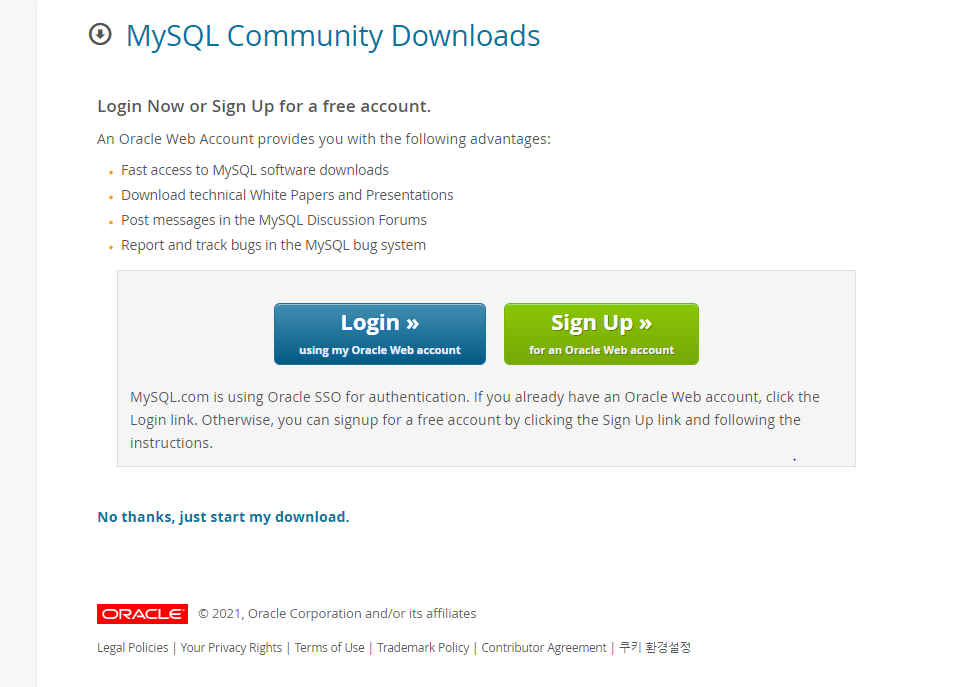 MySQL Community Downloads
Login Now or Sign Up for a free account.
An Oracle Web Account provides you with the following advantages:
Fast access to MySQL software downloads
Download technical White Papers and Presentations
Post messages in the MySQL Discussion Forums
Report and track bugs in the MySQL bug system
Login »
using my Oracle Web account
Sign Up »
for an Oracle Web account
MySQL.com is using Oracle SSO for authentication. If you already have an Oracle Web account, click the
Login link. Otherwise, you can signup for a free account by clicking the Sign Up link and following the
instructions.
No thanks, just start my download.
ORACLE © 2021, Oracle Corporation and/or its affiliates
Legal Policies | Your Privacy Rights | Terms of Use | Trademark Policy | Contributor Agreement | 쿠키 환경설정